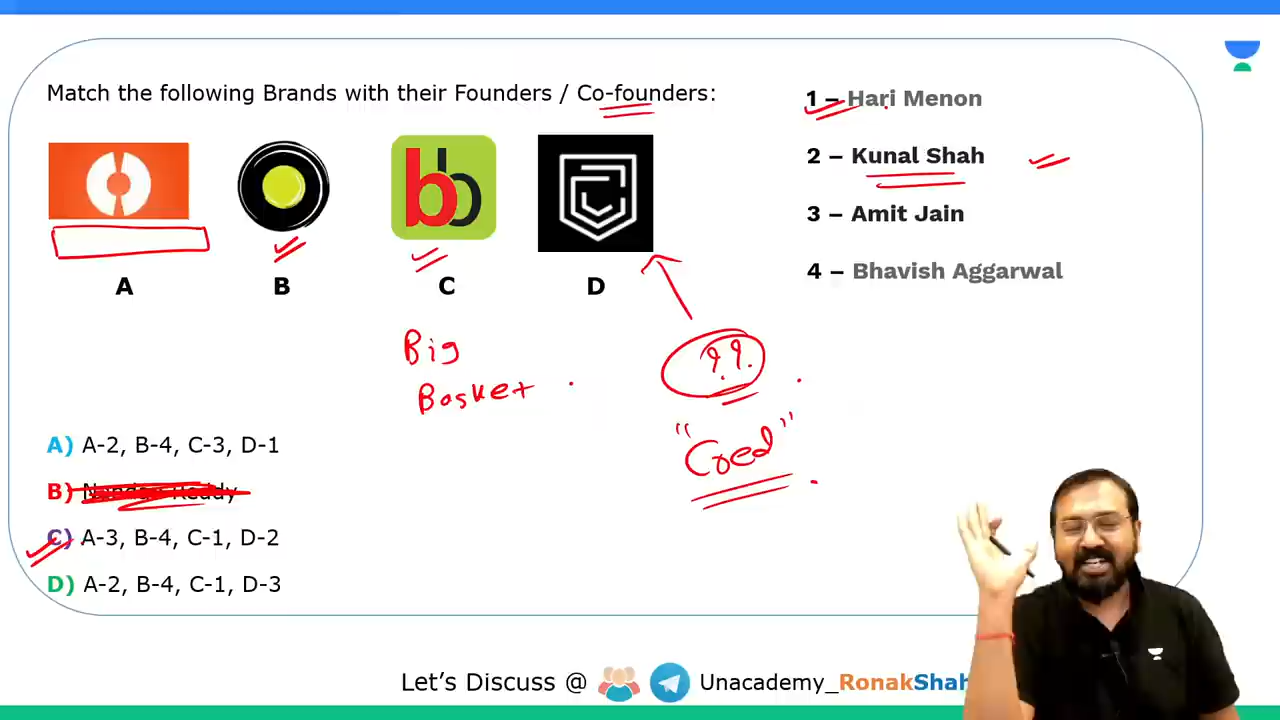 Match the following Brands with their Founders / Co-founders:
1 – Hari Menon
2 – Kunal Shah
3 – Amit Jain
4 – Bhavish Aggarwal
bb
A
B
C
D
Big
Basket
??
"Cred"
A) A-2, B-4, C-3, D-1
B) Reddy
C) A-3, B-4, C-1, D-2
D) A-2, B-4, C-1, D-3
Let's Discuss @ Unacademy_RonakShah